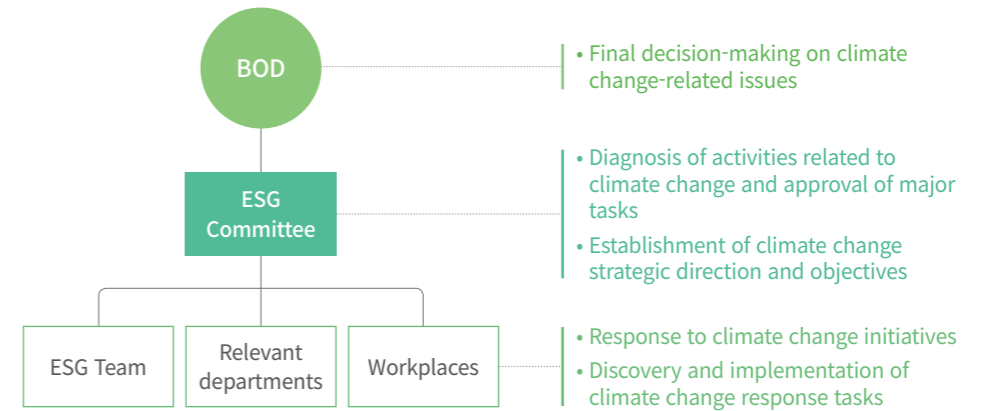 BOD
• Final decision-making on climate
change-related issues
ESG
Committee
• Diagnosis of activities related to
climate change and approval of major
tasks
• Establishment of climate change
strategic direction and objectives
ESG Team
Relevant
departments
Workplaces
• Response to climate change initiatives
• Discovery and implementation of
climate change response tasks